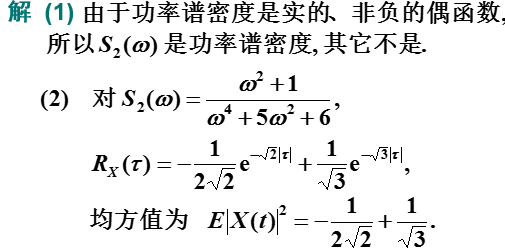 解 (1) 由于功率谱密度是实的、非负的偶函数,
所以 S₂(ω) 是功率谱密度, 其它不是.
(2) 对 S₂(ω) = (ω² + 1)/(ω⁴ + 5ω² + 6),
R_X(τ) = −(1/(2√2)) e^{−√2|τ|} + (1/√3) e^{−√3|τ|},
均方值为 E|X(t)|² = −1/(2√2) + 1/√3.